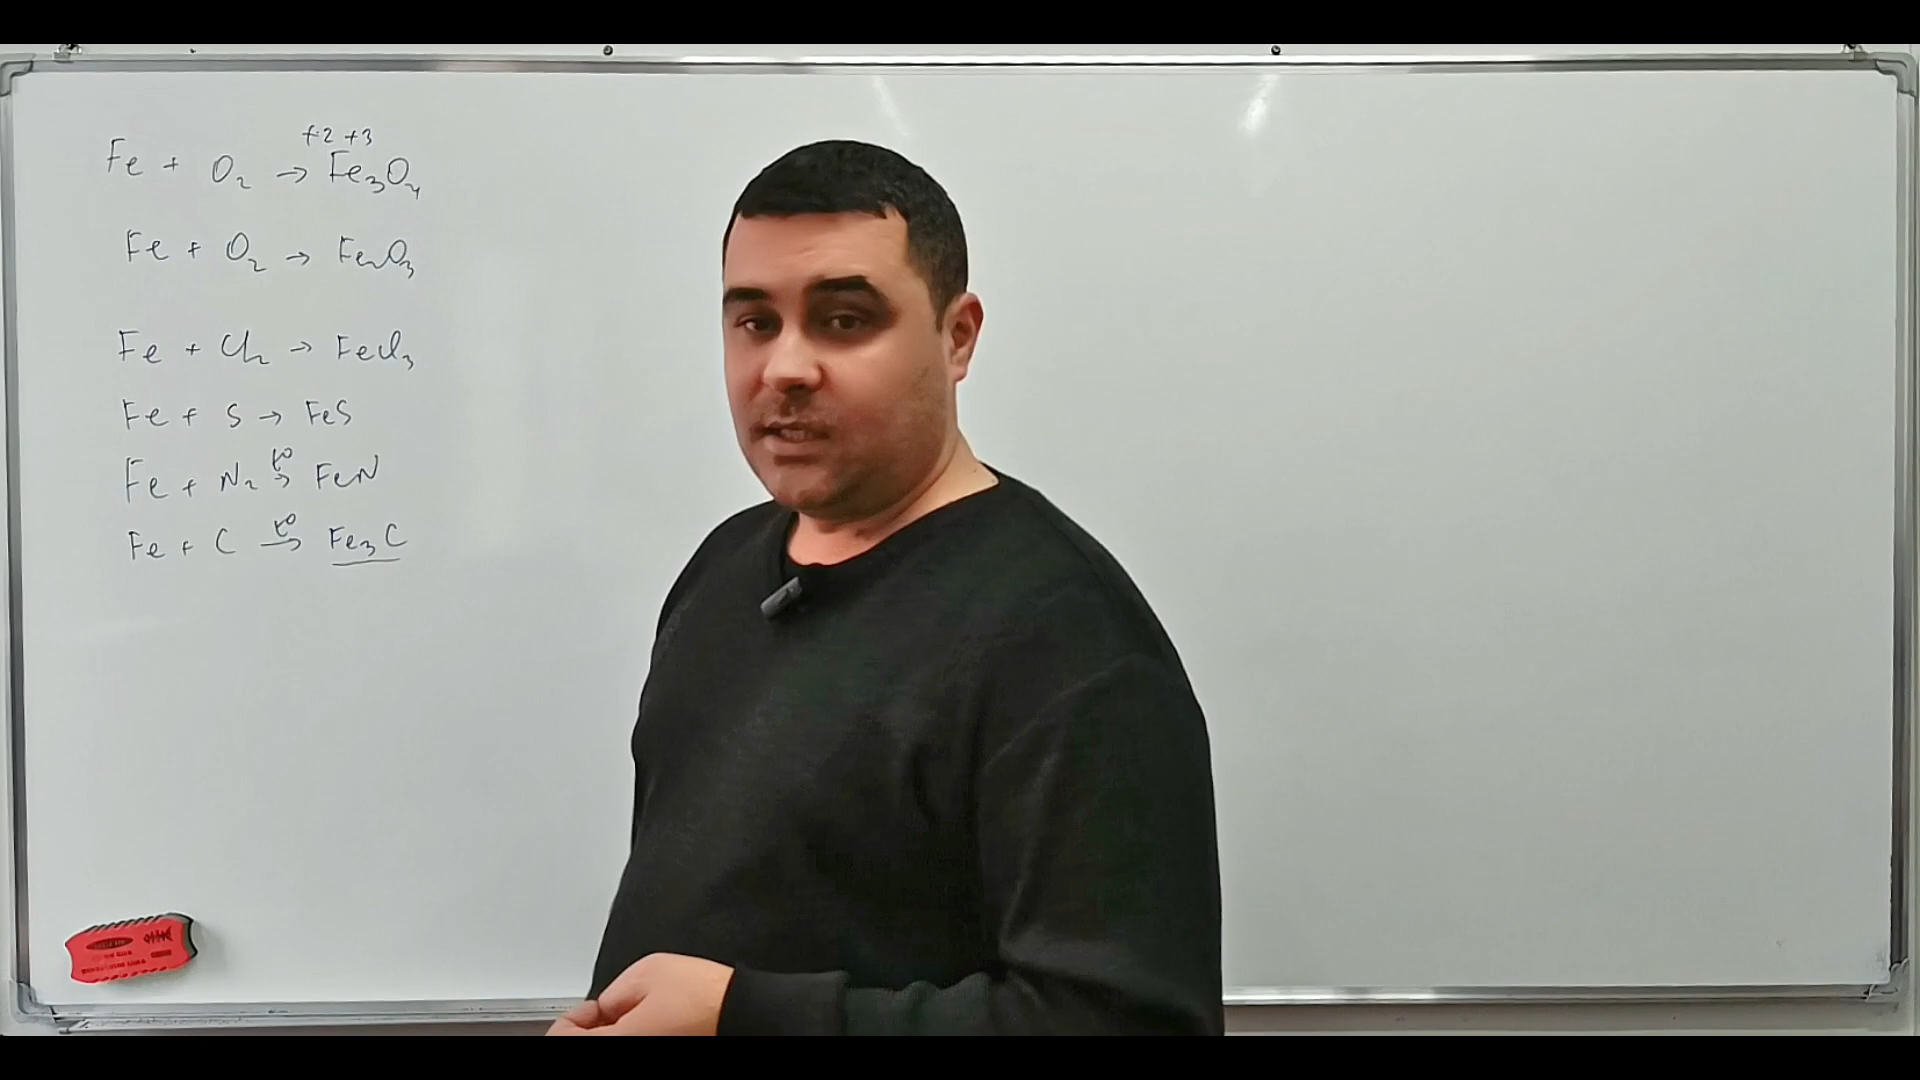 +2 +3
Fe + O₂ → Fe₃O₄
Fe + O₂ → Fe₂O₃
Fe + Cl₂ → FeCl₃
Fe + S → FeS
t°
Fe + N₂ → FeN
t°
Fe + C → Fe₃C